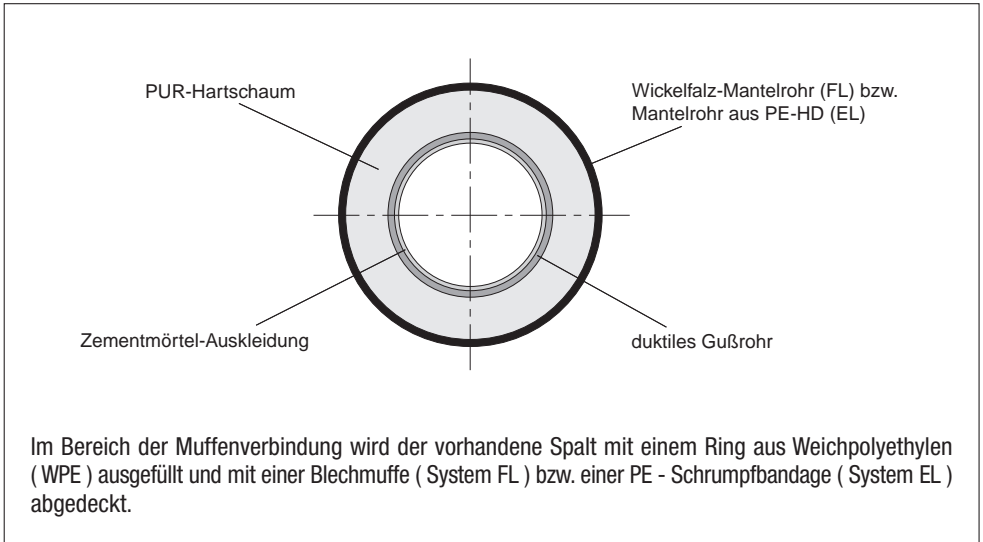 PUR-Hartschaum
Wickelfalz-Mantelrohr (FL) bzw.
Mantelrohr aus PE-HD (EL)
Zementmörtel-Auskleidung
duktiles Gußrohr
Im Bereich der Muffenverbindung wird der vorhandene Spalt mit einem Ring aus Weichpolyethylen
( WPE ) ausgefüllt und mit einer Blechmuffe ( System FL ) bzw. einer PE - Schrumpfbandage ( System EL )
abgedeckt.